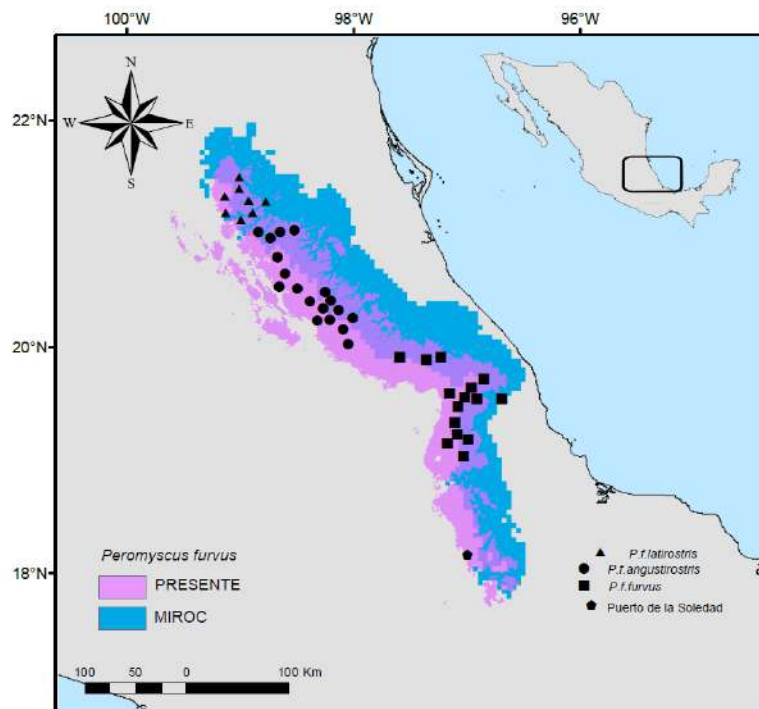 100°W 98°W 96°W
N
W E
S
22°N
20°N
18°N
Peromyscus furvus
PRESENTE
MIROC
P.f.latirostris
P.f.angustirostris
P.f.furvus
Puerto de la Soledad
100 50 0 100 Km